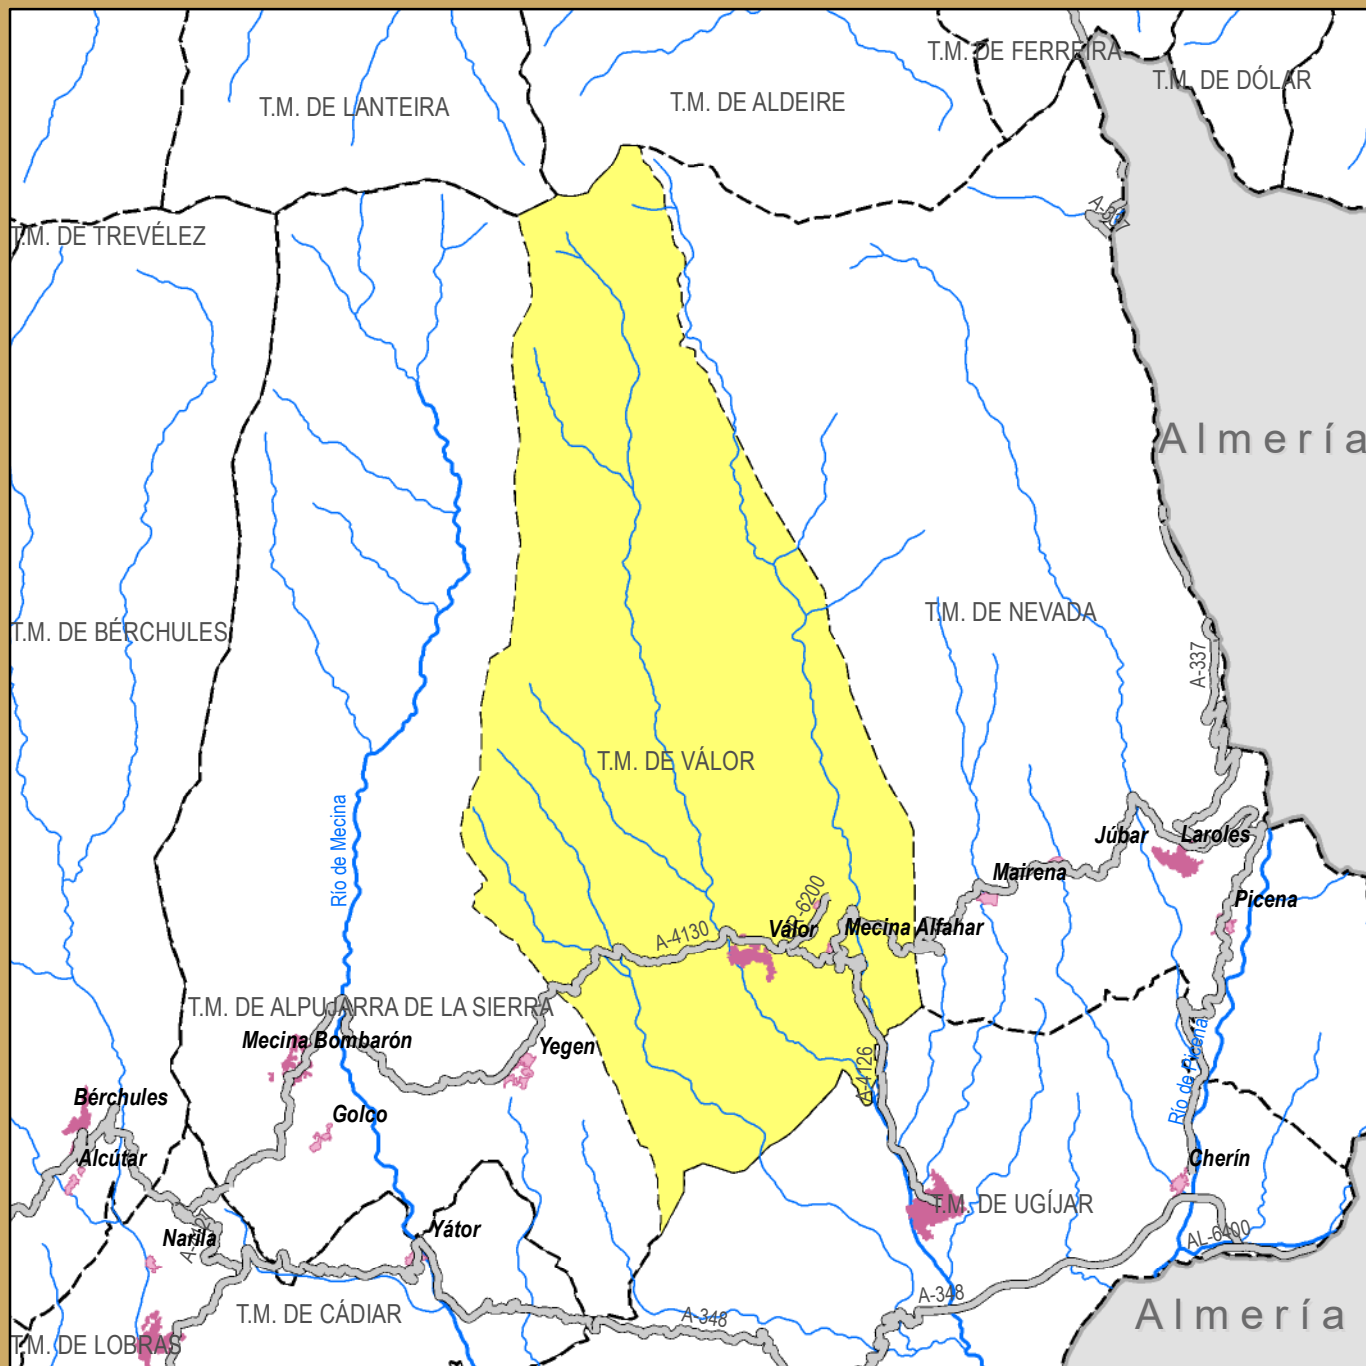 T.M. DE FERREIRA
T.M. DE DÓLAR
T.M. DE LANTEIRA
T.M. DE ALDEIRE
A-337
T.M. DE TREVÉLEZ
Almería
T.M. DE BÉRCHULES
T.M. DE NEVADA
A-337
T.M. DE VÁLOR
Río de Mecina
Júbar
Laroles
Mairena
Picena
Válor
Mecina Alfahar
A-4130
T.M. DE ALPUJARRA DE LA SIERRA
Mecina Bombarón
Yegen
A-4126
Río de Picena
Bérchules
Golco
Alcútar
Cherín
T.M. DE UGÍJAR
Narila
Yátor
AL-6400
A-348
A-348
T.M. DE CÁDIAR
Almería
T.M. DE LOBRAS